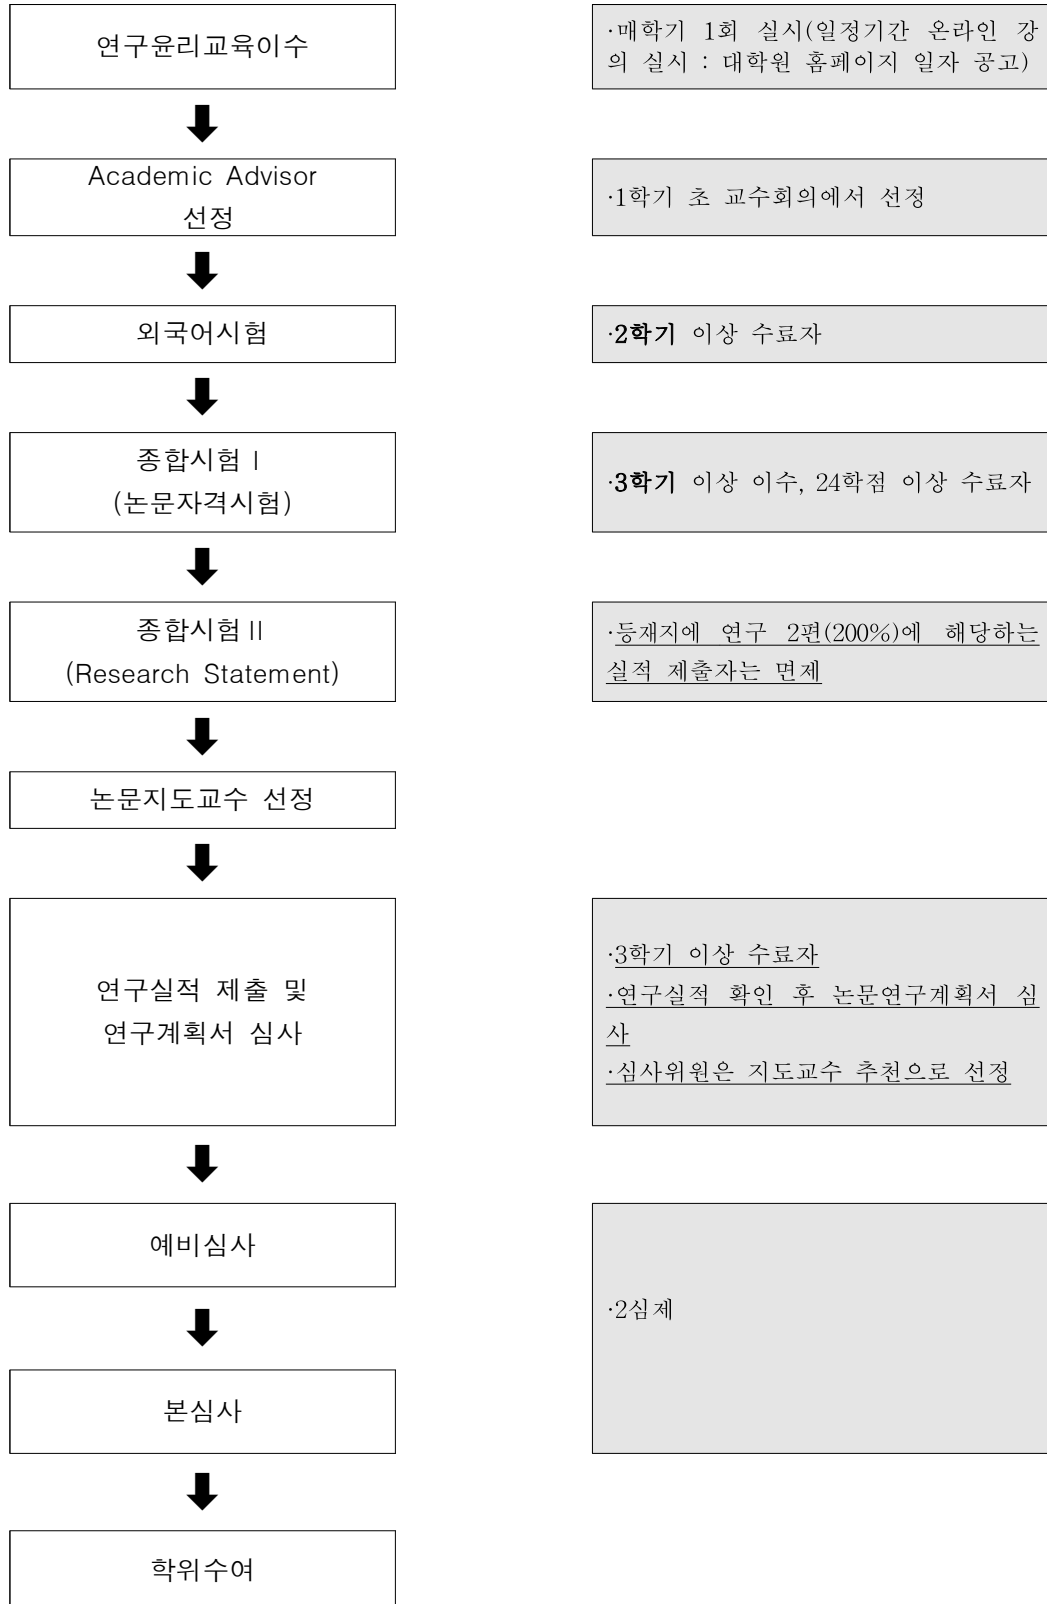 연구윤리교육이수
·매학기 1회 실시(일정기간 온라인 강
의 실시 : 대학원 홈페이지 일자 공고)
Academic Advisor
선정
·1학기 초 교수회의에서 선정
외국어시험
·2학기 이상 수료자
종합시험 I
(논문자격시험)
·3학기 이상 이수, 24학점 이상 수료자
종합시험 II
(Research Statement)
·등재지에 연구 2편(200%)에 해당하는
실적 제출자는 면제
논문지도교수 선정
연구실적 제출 및
연구계획서 심사
·3학기 이상 수료자
·연구실적 확인 후 논문연구계획서 심
사
·심사위원은 지도교수 추천으로 선정
예비심사
·2심제
본심사
학위수여